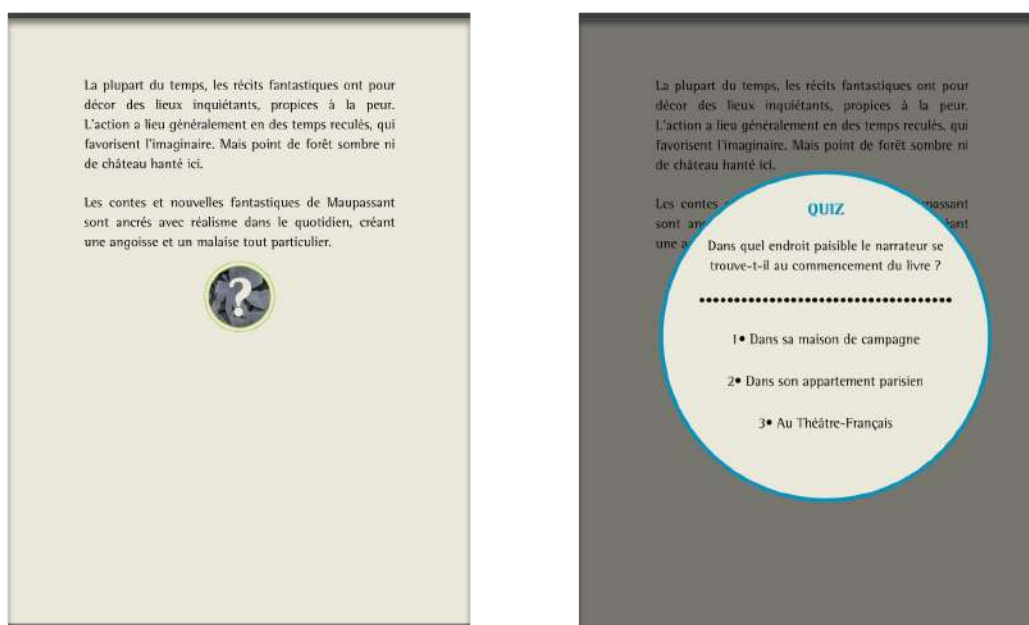 La plupart du temps, les récits fantastiques ont pour
décor des lieux inquiétants, propices à la peur.
L'action a lieu généralement en des temps reculés, qui
favorisent l'imaginaire. Mais point de forêt sombre ni
de château hanté ici.
Les contes et nouvelles fantastiques de Maupassant
sont ancrés avec réalisme dans le quotidien, créant
une angoisse et un malaise tout particulier.
?
La plupart du temps, les récits fantastiques ont pour
décor des lieux inquiétants, propices à la peur.
L'action a lieu généralement en des temps reculés, qui
favorisent l'imaginaire. Mais point de forêt sombre ni
de château hanté ici.
Les contes
sont
une
QUIZ
Dans quel endroit paisible le narrateur se
trouve-t-il au commencement du livre ?
1• Dans sa maison de campagne
2• Dans son appartement parisien
3• Au Théâtre-Français